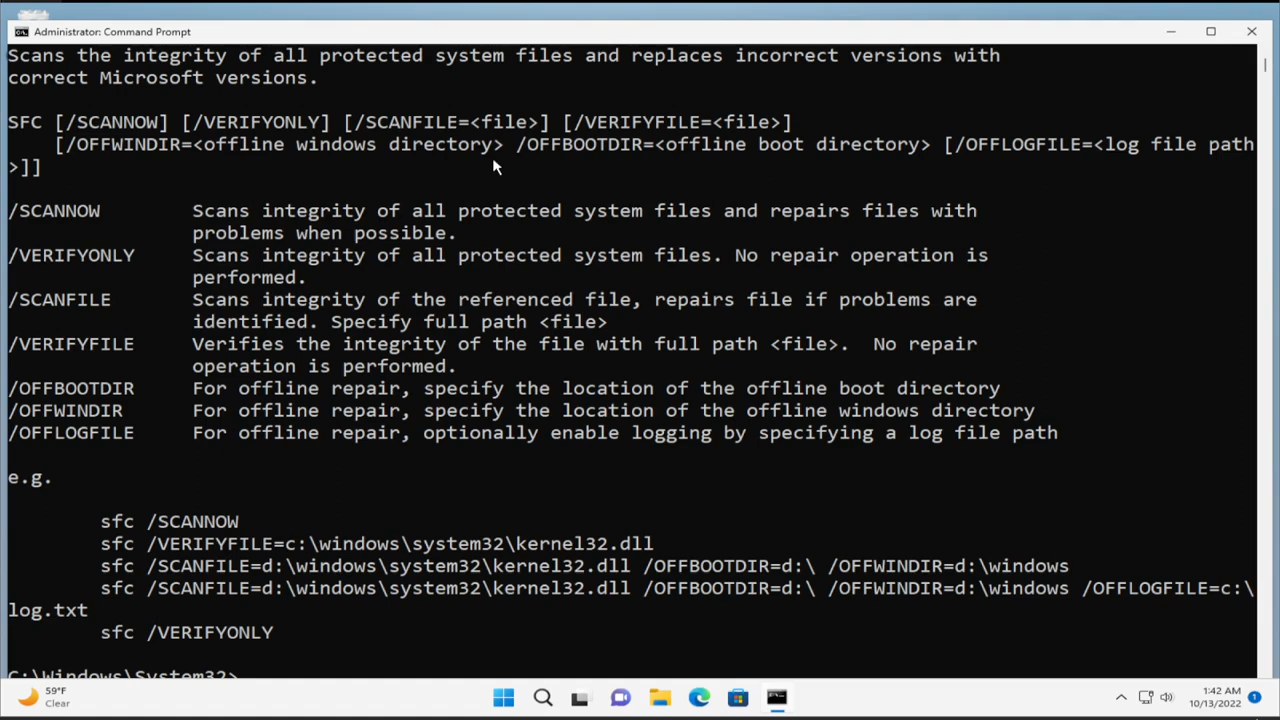 Administrator: Command Prompt
Scans the integrity of all protected system files and replaces incorrect versions with
correct Microsoft versions.
SFC [/SCANNOW] [/VERIFYONLY] [/SCANFILE=<file>] [/VERIFYFILE=<file>]
[/OFFWINDIR=<offline windows directory> /OFFBOOTDIR=<offline boot directory> [/OFFLOGFILE=<log file path
>]]
/SCANNOW Scans integrity of all protected system files and repairs files with
problems when possible.
/VERIFYONLY Scans integrity of all protected system files. No repair operation is
performed.
/SCANFILE Scans integrity of the referenced file, repairs file if problems are
identified. Specify full path <file>
/VERIFYFILE Verifies the integrity of the file with full path <file>. No repair
operation is performed.
/OFFBOOTDIR For offline repair, specify the location of the offline boot directory
/OFFWINDIR For offline repair, specify the location of the offline windows directory
/OFFLOGFILE For offline repair, optionally enable logging by specifying a log file path
e.g.
sfc /SCANNOW
sfc /VERIFYFILE=c:\windows\system32\kernel32.dll
sfc /SCANFILE=d:\windows\system32\kernel32.dll /OFFBOOTDIR=d:\ /OFFWINDIR=d:\windows
sfc /SCANFILE=d:\windows\system32\kernel32.dll /OFFBOOTDIR=d:\ /OFFWINDIR=d:\windows /OFFLOGFILE=c:\
log.txt
sfc /VERIFYONLY
C:\Windows\System32>
59°F
Clear
1:42 AM
10/13/2022
1